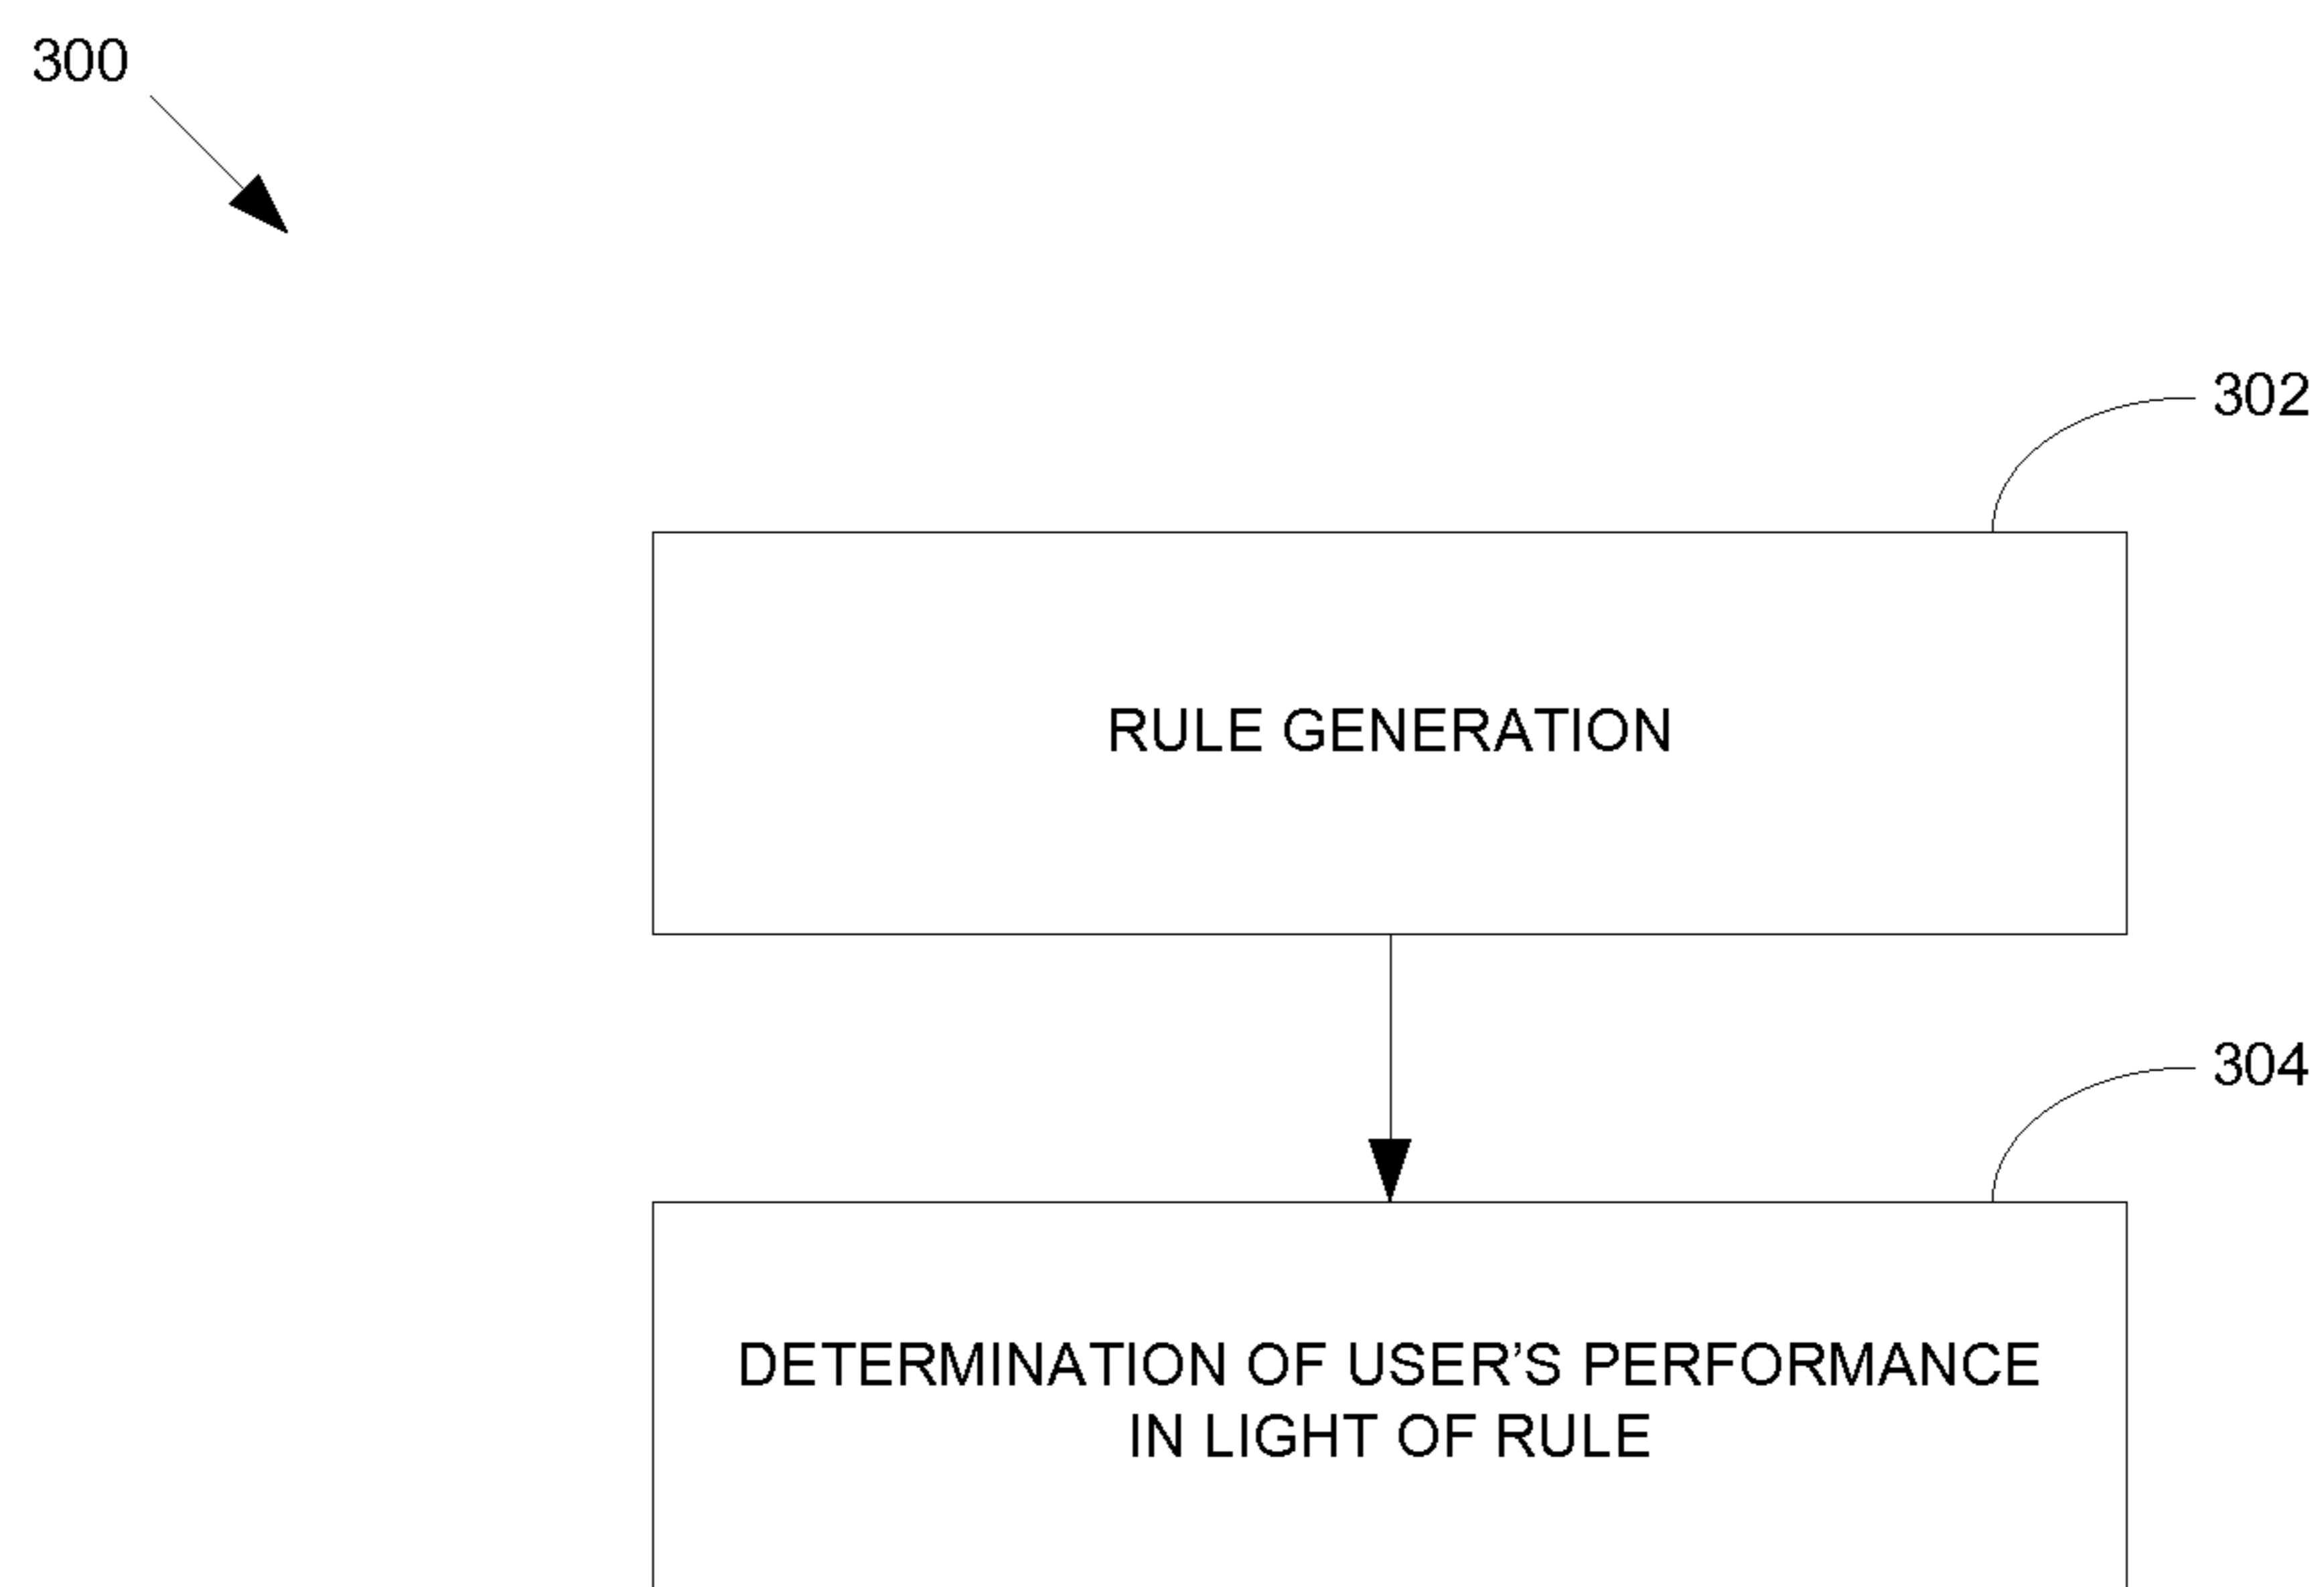 300
302
RULE GENERATION
304
DETERMINATION OF USER’S PERFORMANCE
IN LIGHT OF RULE